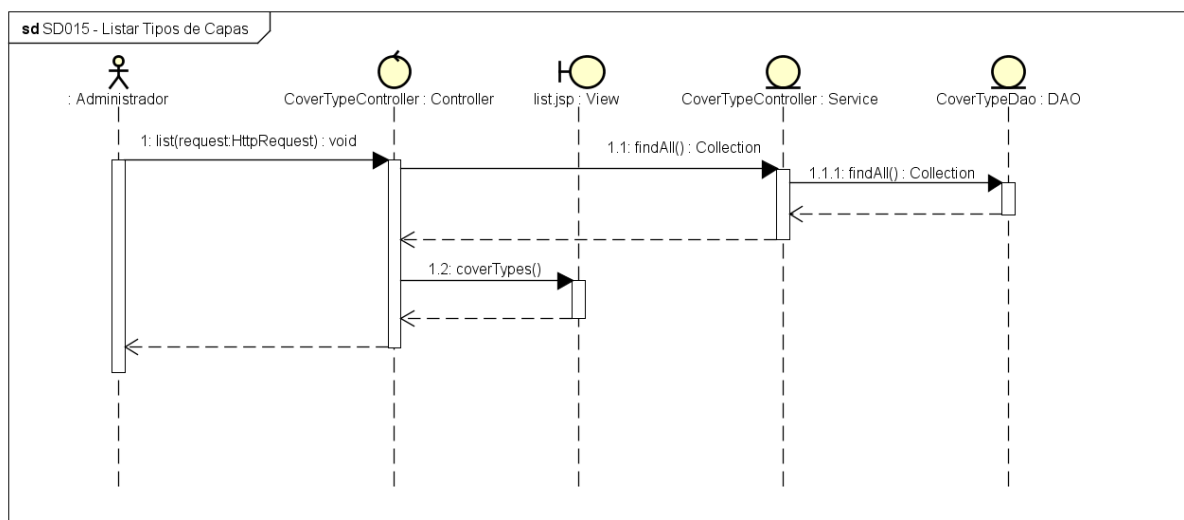 sd SD015 - Listar Tipos de Capas
: Administrador
CoverTypeController : Controller
list.jsp : View
CoverTypeController : Service
CoverTypeDao : DAO
1: list(request:HttpRequest) : void
1.1: findAll() : Collection
1.1.1: findAll() : Collection
1.2: coverTypes()